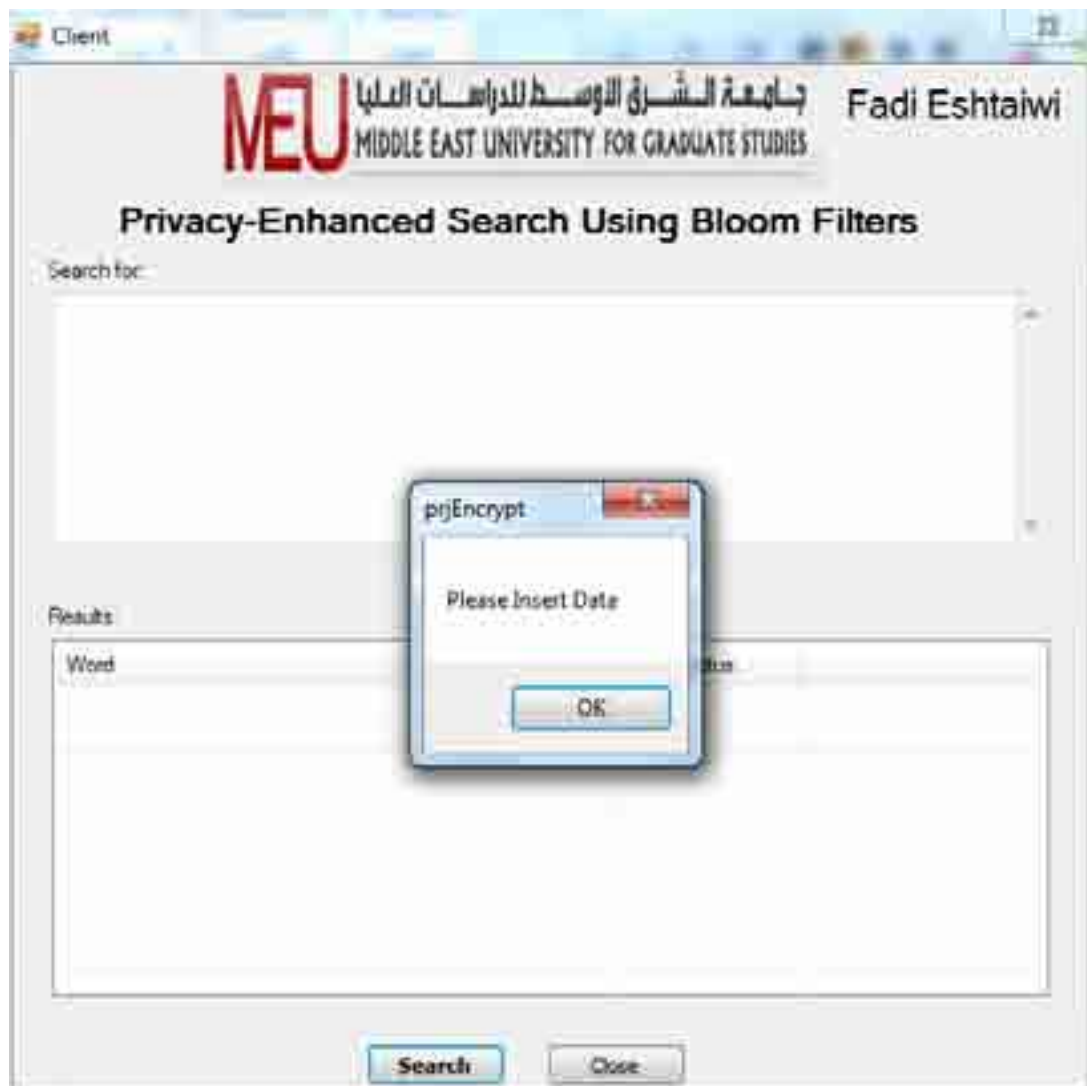 Client
MEU
جامعة الشرق الاوسط للدراسات العليا
MIDDLE EAST UNIVERSITY FOR GRADUATE STUDIES
Fadi Eshtaiwi
Privacy-Enhanced Search Using Bloom Filters
Search for:
prjEncrypt
Please Insert Data
OK
Results
Word
Search
Close